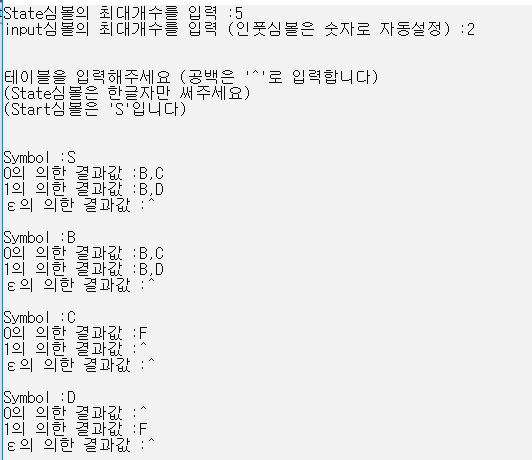 State심볼의 최대개수를 입력 :5
input심볼의 최대개수를 입력 (인풋심볼은 숫자로 자동설정) :2
테이블을 입력해주세요 (공백은 '^'로 입력합니다)
(State심볼은 한글자만 써주세요)
(Start심볼은 'S'입니다)
Symbol :S
0의 의한 결과값 :B,C
1의 의한 결과값 :B,D
ε의 의한 결과값 :^
Symbol :B
0의 의한 결과값 :B,C
1의 의한 결과값 :B,D
ε의 의한 결과값 :^
Symbol :C
0의 의한 결과값 :F
1의 의한 결과값 :^
ε의 의한 결과값 :^
Symbol :D
0의 의한 결과값 :^
1의 의한 결과값 :F
ε의 의한 결과값 :^